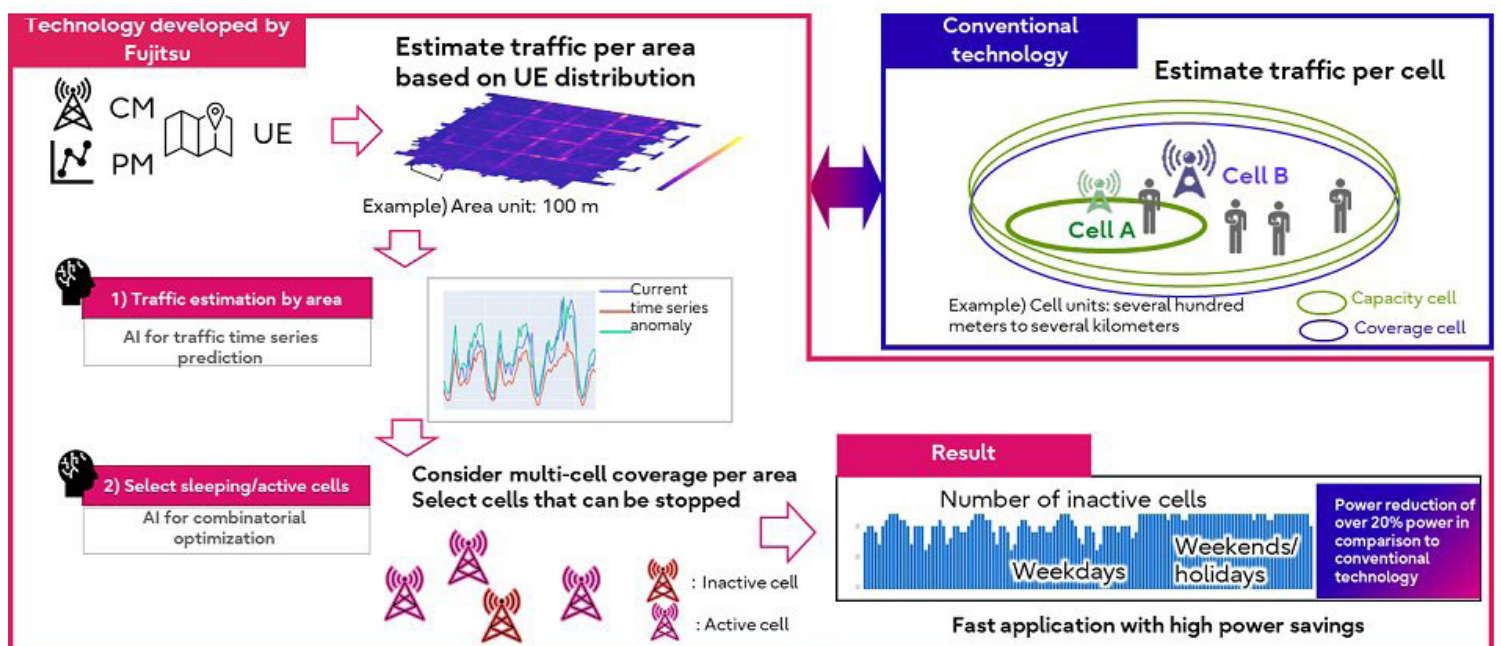 Technology developed by
Fujitsu
Estimate traffic per area
based on UE distribution
CM
UE
PM
Example) Area unit: 100 m
Conventional
technology
Estimate traffic per cell
Cell B
Cell A
Example) Cell units: several hundred
meters to several kilometers
Capacity cell
Coverage cell
1) Traffic estimation by area
AI for traffic time series
prediction
Current
time series
anomaly
2) Select sleeping/active cells
AI for combinatorial
optimization
Consider multi-cell coverage per area
Select cells that can be stopped
: Inactive cell
: Active cell
Result
Number of inactive cells
Weekdays
Weekends/
holidays
Power reduction of
over 20% power in
comparison to
conventional
technology
Fast application with high power savings